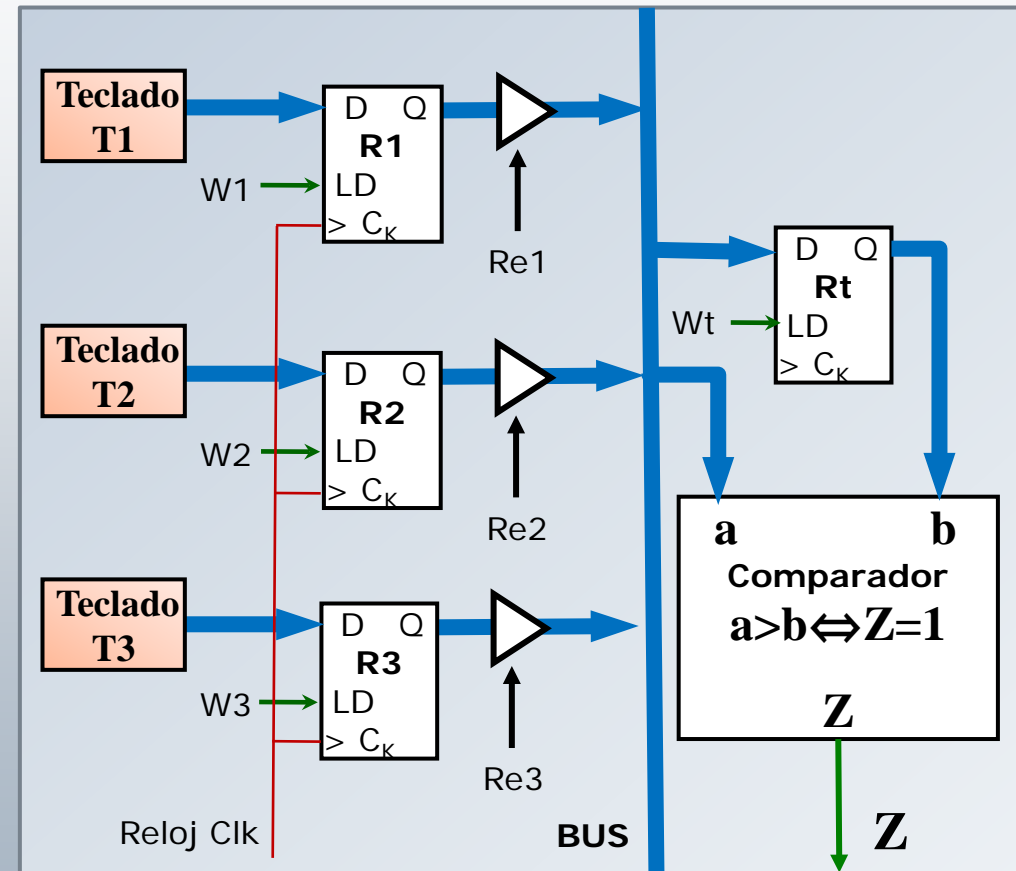 Teclado
T1
D Q
R1
W1
LD
> CK
Re1
Teclado
T2
D Q
R2
W2
LD
> CK
Re2
Teclado
T3
D Q
R3
W3
LD
> CK
Re3
Reloj Clk
BUS
D Q
Rt
Wt
LD
> CK
a b
Comparador
a>b⇔Z=1
Z
Z